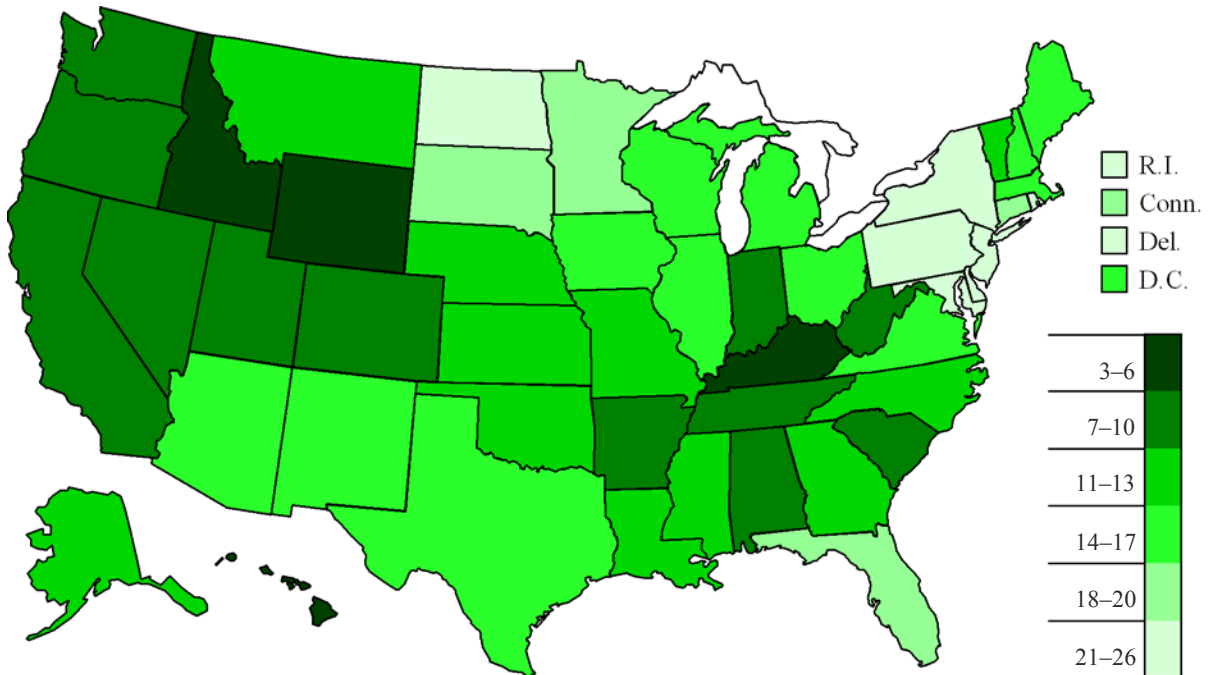 R.I.
Conn.
Del.
D.C.
3–6
7–10
11–13
14–17
18–20
21–26